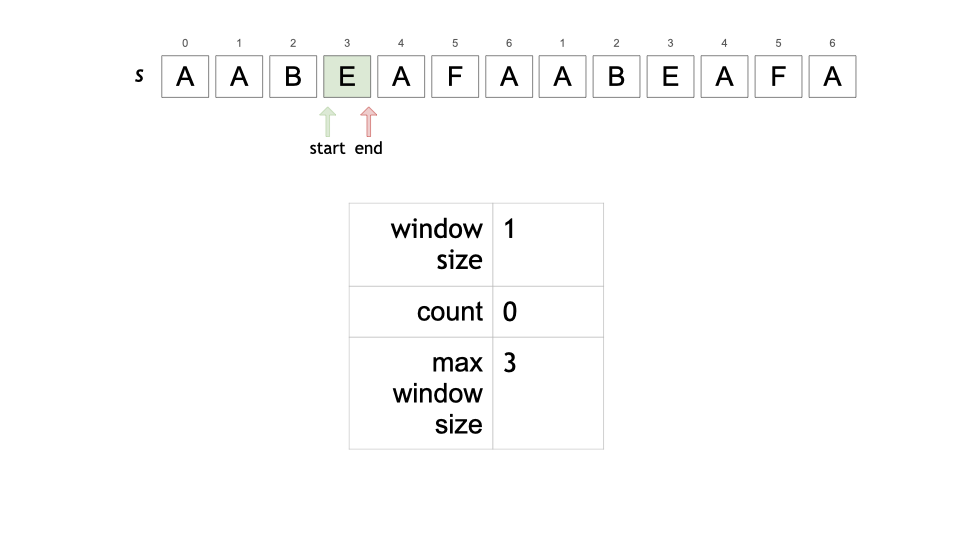 0 1 2 3 4 5 6 1 2 3 4 5 6
s A A B E A F A A B E A F A
start end
window 1
size
count 0
max 3
window
size